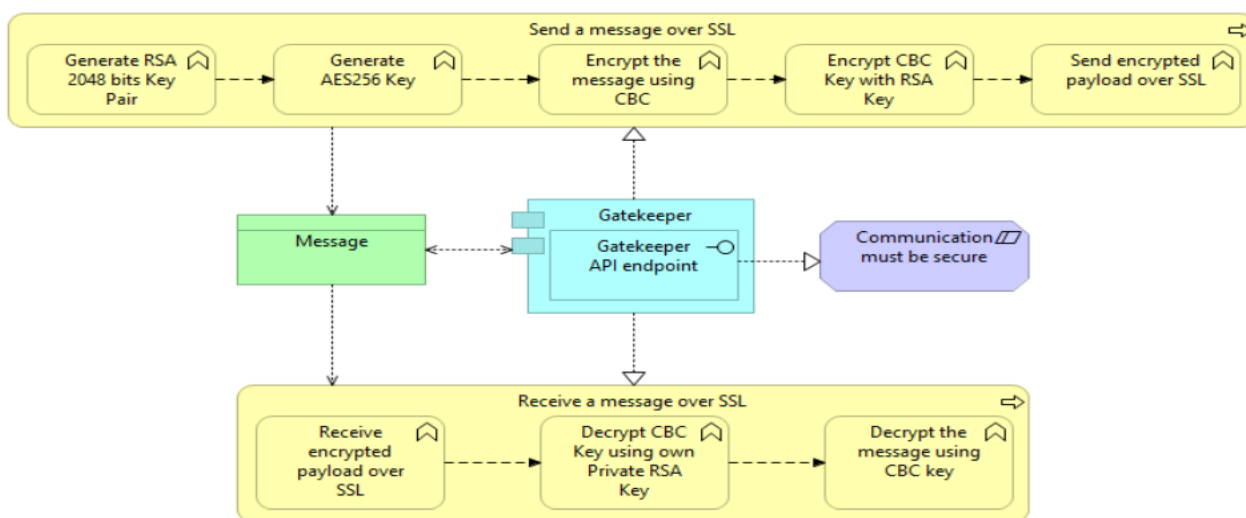 Send a message over SSL
Generate RSA
2048 bits Key
Pair
Generate
AES256 Key
Encrypt the
message using
CBC
Encrypt CBC
Key with RSA
Key
Send encrypted
payload over SSL
Message
Gatekeeper
Gatekeeper
API endpoint
Communication
must be secure
Receive a message over SSL
Receive
encrypted
payload over
SSL
Decrypt CBC
Key using own
Private RSA
Key
Decrypt the
message using
CBC key